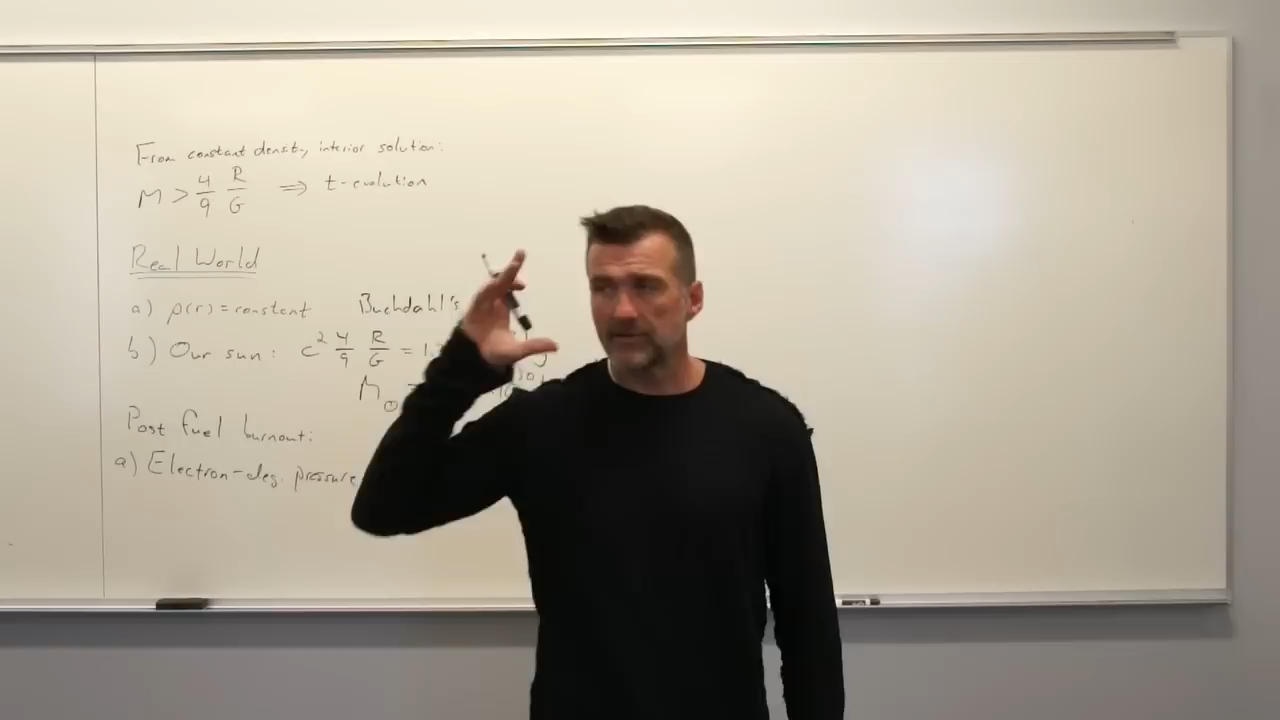 From constant density, interior solution:
M > 4/9 R/G ⇒ t-evolution
Real World
a) ρ(r) = constant Buchdahl's
b) Our sun: c² 4/9 R/G = 1.
M☉
Post fuel burnout:
a) Electron-deg. pressure